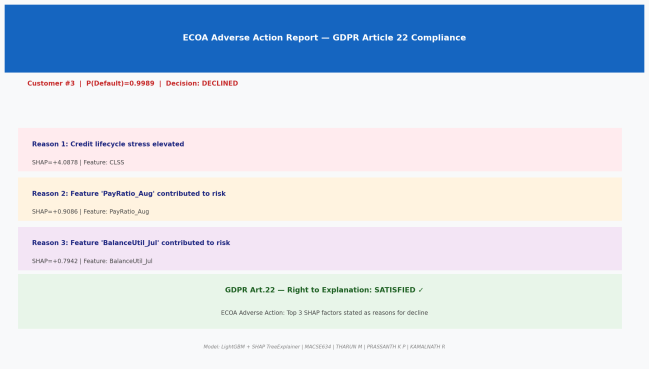 ECOA Adverse Action Report — GDPR Article 22 Compliance
Customer #3 | P(Default)=0.9989 | Decision: DECLINED
Reason 1: Credit lifecycle stress elevated
SHAP=+4.0878 | Feature: CLSS
Reason 2: Feature 'PayRatio_Aug' contributed to risk
SHAP=+0.9086 | Feature: PayRatio_Aug
Reason 3: Feature 'BalanceUtil_Jul' contributed to risk
SHAP=+0.7942 | Feature: BalanceUtil_Jul
GDPR Art.22 — Right to Explanation: SATISFIED ✓
ECOA Adverse Action: Top 3 SHAP factors stated as reasons for decline
Model: LightGBM + SHAP TreeExplainer | MACSE634 | THARUN M | PRASSANTH K P | KAMALNATH R